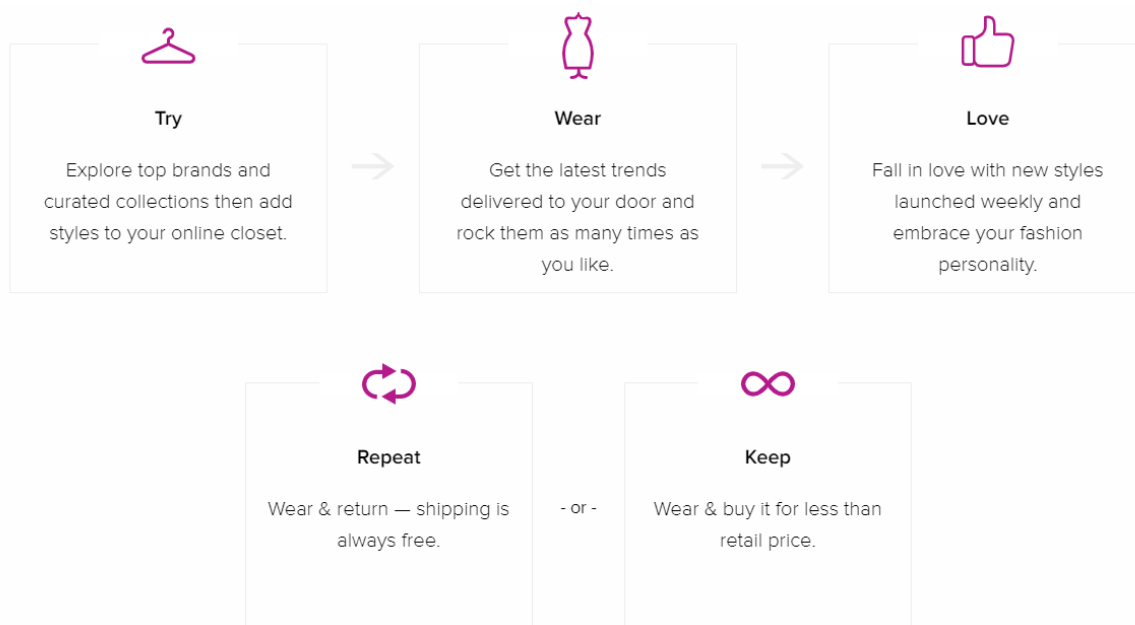 Try
Explore top brands and
curated collections then add
styles to your online closet.
Wear
Get the latest trends
delivered to your door and
rock them as many times as
you like.
Love
Fall in love with new styles
launched weekly and
embrace your fashion
personality.
Repeat
Wear & return — shipping is
always free.
- or -
Keep
Wear & buy it for less than
retail price.